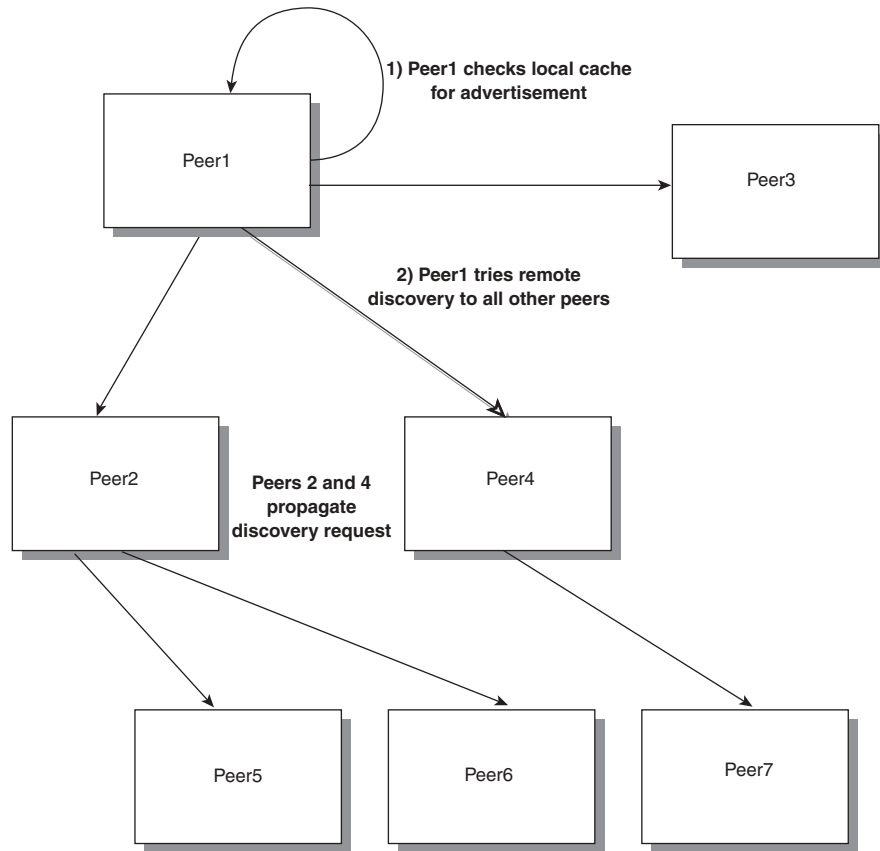 1) Peer1 checks local cache
for advertisement
Peer1
Peer3
2) Peer1 tries remote
discovery to all other peers
Peer2
Peers 2 and 4
propagate
discovery request
Peer4
Peer5
Peer6
Peer7